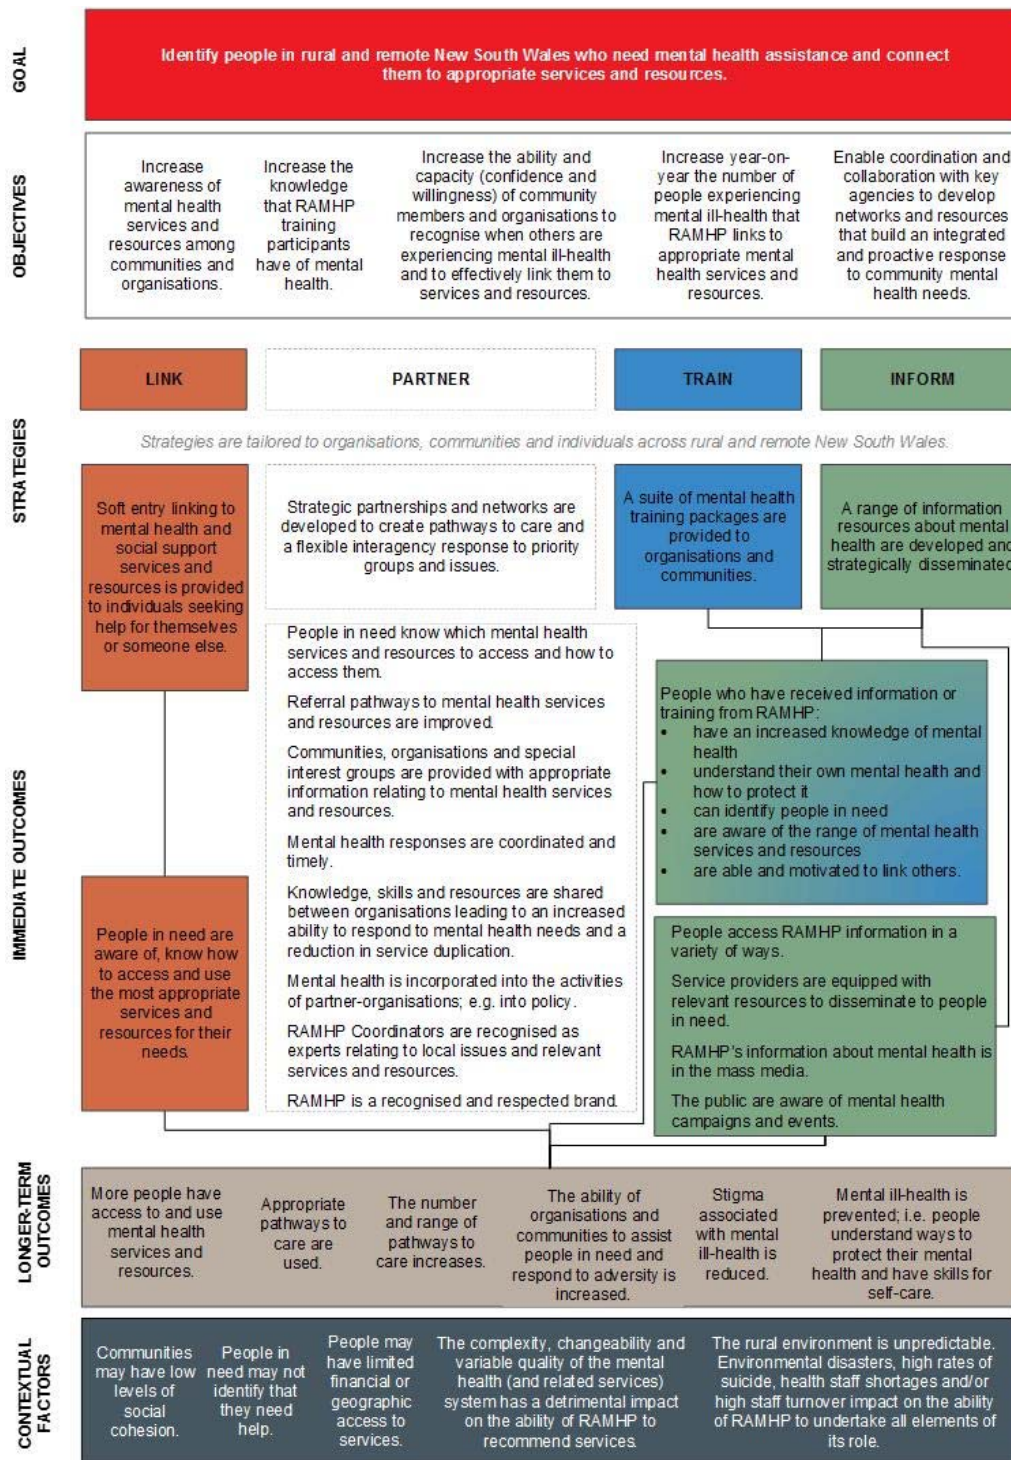 GOAL
Identify people in rural and remote New South Wales who need mental health assistance and connect
them to appropriate services and resources.
OBJECTIVES
Increase
awareness of
mental health
services and
resources among
communities and
organisations.
Increase the
knowledge
that RAMHP
training
participants
have of mental
health.
Increase the ability and
capacity (confidence and
willingness) of community
members and organisations to
recognise when others are
experiencing mental ill-health
and to effectively link them to
services and resources.
Increase year-on-
year the number of
people experiencing
mental ill-health that
RAMHP links to
appropriate mental
health services and
resources.
Enable coordination and
collaboration with key
agencies to develop
networks and resources
that build an integrated
and proactive response
to community mental
health needs.
STRATEGIES
LINK
PARTNER
TRAIN
INFORM
Strategies are tailored to organisations, communities and individuals across rural and remote New South Wales.
Soft entry linking to
mental health and
social support
services and
resources is provided
to individuals seeking
help for themselves
or someone else.
Strategic partnerships and networks are
developed to create pathways to care and
a flexible interagency response to priority
groups and issues.
A suite of mental health
training packages are
provided to
organisations and
communities.
A range of information
resources about mental
health are developed and
strategically disseminated
IMMEDIATE OUTCOMES
People in need are
aware of, know how
to access and use
the most appropriate
services and
resources for their
needs.
People in need know which mental health
services and resources to access and how to
access them.
Referral pathways to mental health services
and resources are improved.
Communities, organisations and special
interest groups are provided with appropriate
information relating to mental health services
and resources.
Mental health responses are coordinated and
timely.
Knowledge, skills and resources are shared
between organisations leading to an increased
ability to respond to mental health needs and a
reduction in service duplication.
Mental health is incorporated into the activities
of partner-organisations; e.g. into policy.
RAMHP Coordinators are recognised as
experts relating to local issues and relevant
services and resources.
RAMHP is a recognised and respected brand.
People who have received information or
training from RAMHP:
• have an increased knowledge of mental
health
• understand their own mental health and
how to protect it
• can identify people in need
• are aware of the range of mental health
services and resources
• are able and motivated to link others.
People access RAMHP information in a
variety of ways.
Service providers are equipped with
relevant resources to disseminate to people
in need.
RAMHP's information about mental health is
in the mass media.
The public are aware of mental health
campaigns and events.
LONGER-TERM
OUTCOMES
More people have
access to and use
mental health
services and
resources.
Appropriate
pathways to
care are
used.
The number
and range of
pathways to
care increases.
The ability of
organisations and
communities to assist
people in need and
respond to adversity is
increased.
Stigma
associated
with mental
ill-health is
reduced.
Mental ill-health is
prevented; i.e. people
understand ways to
protect their mental
health and have skills for
self-care.
CONTEXTUAL
FACTORS
Communities
may have low
levels of
social
cohesion.
People in
need may not
identify that
they need
help.
People may
have limited
financial or
geographic
access to
services.
The complexity, changeability and
variable quality of the mental
health (and related services)
system has a detrimental impact
on the ability of RAMHP to
recommend services.
The rural environment is unpredictable.
Environmental disasters, high rates of
suicide, health staff shortages and/or
high staff turnover impact on the ability
of RAMHP to undertake all elements of
its role.